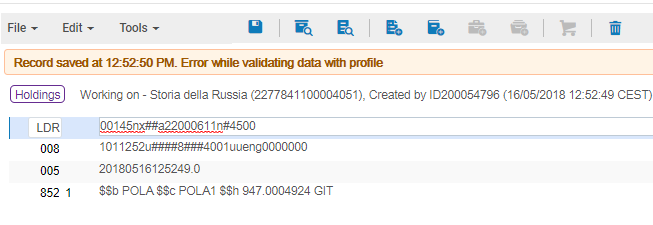 File Edit Tools
Record saved at 12:52:50 PM. Error while validating data with profile
Holdings Working on - Storia della Russia (2277841100004051), Created by ID200054796 (16/05/2018 12:52:49 CEST)
LDR 00145nx##a22000611n#4500
008 1011252u####8###4001uueng0000000
005 20180516125249.0
852 1 $$b POLA $$c POLA1 $$h 947.0004924 GIT